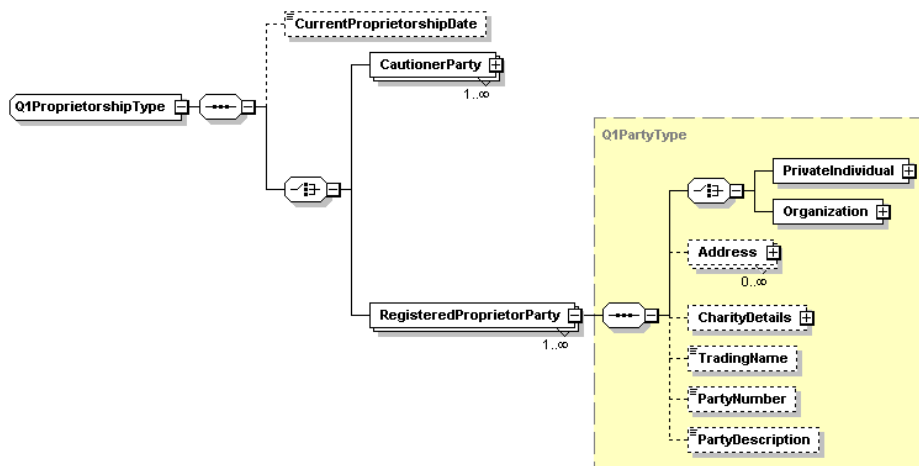 CurrentProprietorshipDate
CautionerParty
1..∞
Q1ProprietorshipType
Q1PartyType
PrivateIndividual
Organization
Address
0..∞
RegisteredProprietorParty
1..∞
CharityDetails
TradingName
PartyNumber
PartyDescription